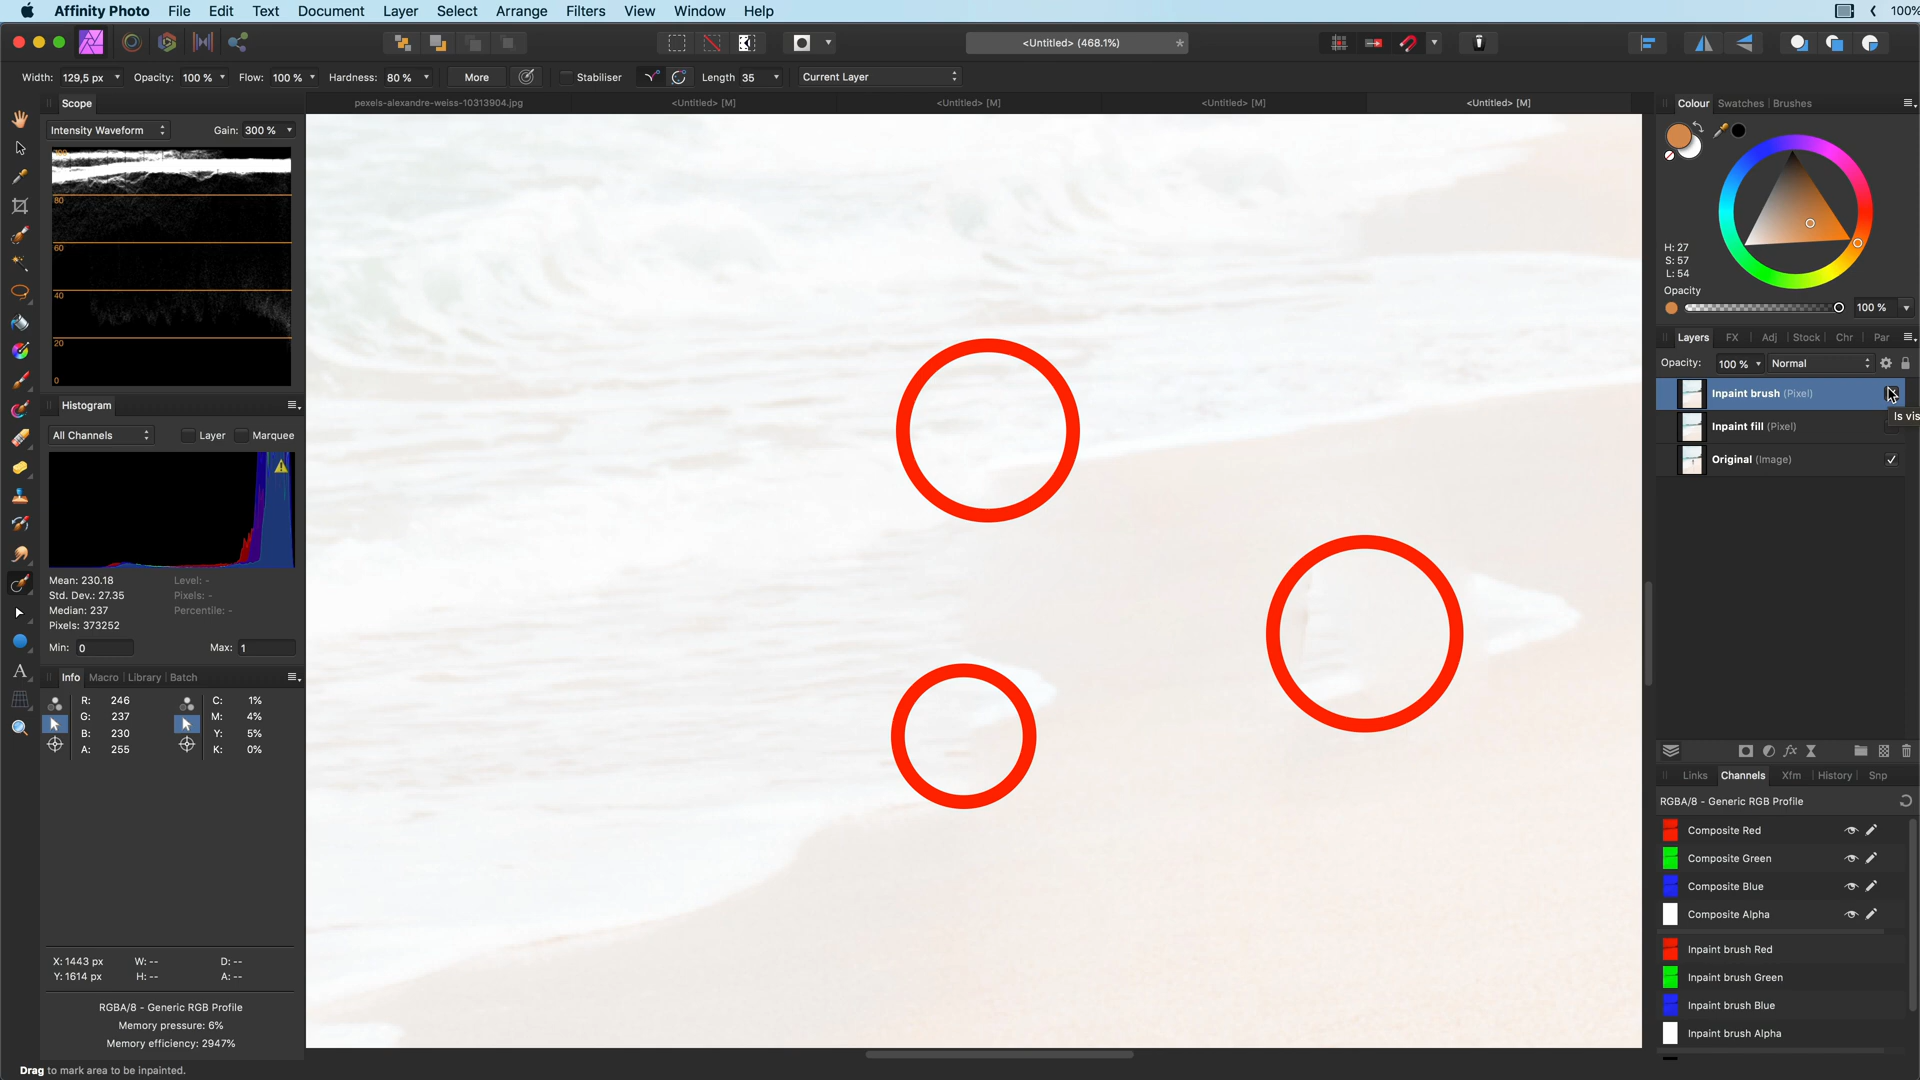 Affinity Photo File Edit Text Document Layer Select Arrange Filters View Window Help 100%
<Untitled> (468.1%)
Width: 129,5 px Opacity: 100 % Flow: 100 % Hardness: 80 % More Stabiliser Length 35 Current Layer
Scope
pexels-alexandre-weiss-10313904.jpg <Untitled> [M] <Untitled> [M] <Untitled> [M] <Untitled> [M]
Colour Swatches Brushes
Intensity Waveform Gain: 300 %
100
80
60
40
20
0
H: 27
S: 57
L: 54
Opacity
100 %
Layers FX Adj Stock Chr Par
Opacity: 100 % Normal
Inpaint brush (Pixel)
Is vis
Inpaint fill (Pixel)
Original (Image)
Histogram
All Channels Layer Marquee
Mean: 230.18 Level: -
Std. Dev.: 27.35 Pixels: -
Median: 237 Percentile: -
Pixels: 373252
Min: 0 Max: 1
Info Macro Library Batch
R: 246 C: 1%
G: 237 M: 4%
B: 230 Y: 5%
A: 255 K: 0%
Links Channels Xfm History Snp
RGBA/8 - Generic RGB Profile
Composite Red
Composite Green
Composite Blue
Composite Alpha
Inpaint brush Red
Inpaint brush Green
Inpaint brush Blue
Inpaint brush Alpha
X: 1443 px W: -- D: --
Y: 1614 px H: -- A: --
RGBA/8 - Generic RGB Profile
Memory pressure: 6%
Memory efficiency: 2947%
Drag to mark area to be inpainted.